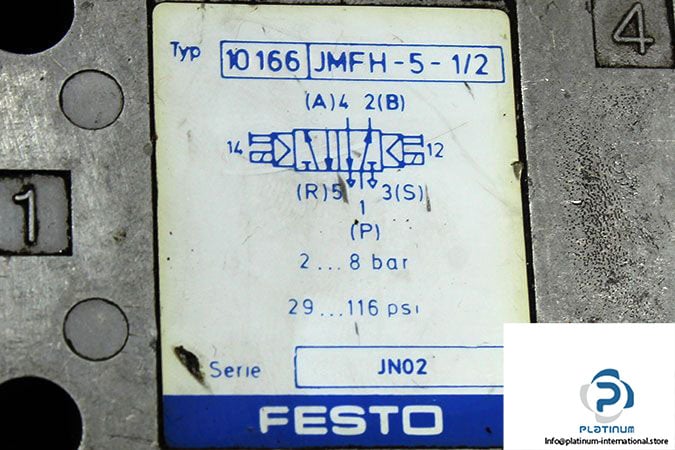 4
Typ 10166 JMFH-5-1/2
(A)4 2(B)
14 12
(R)5 3(S)
1
(P)
1
2...8 bar
29...116 psi
Serie JN02
FESTO
PLATINUM
Info@platinum-international.store